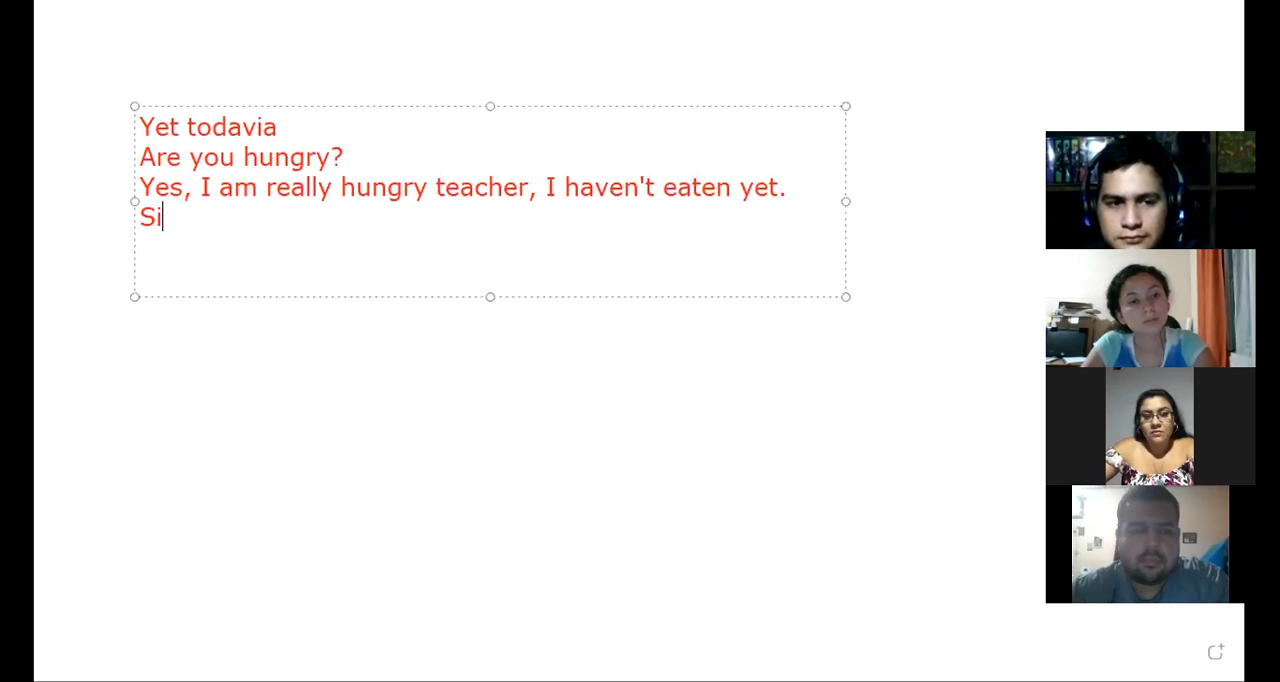 Yet todavia
Are you hungry?
Yes, I am really hungry teacher, I haven't eaten yet.
Si